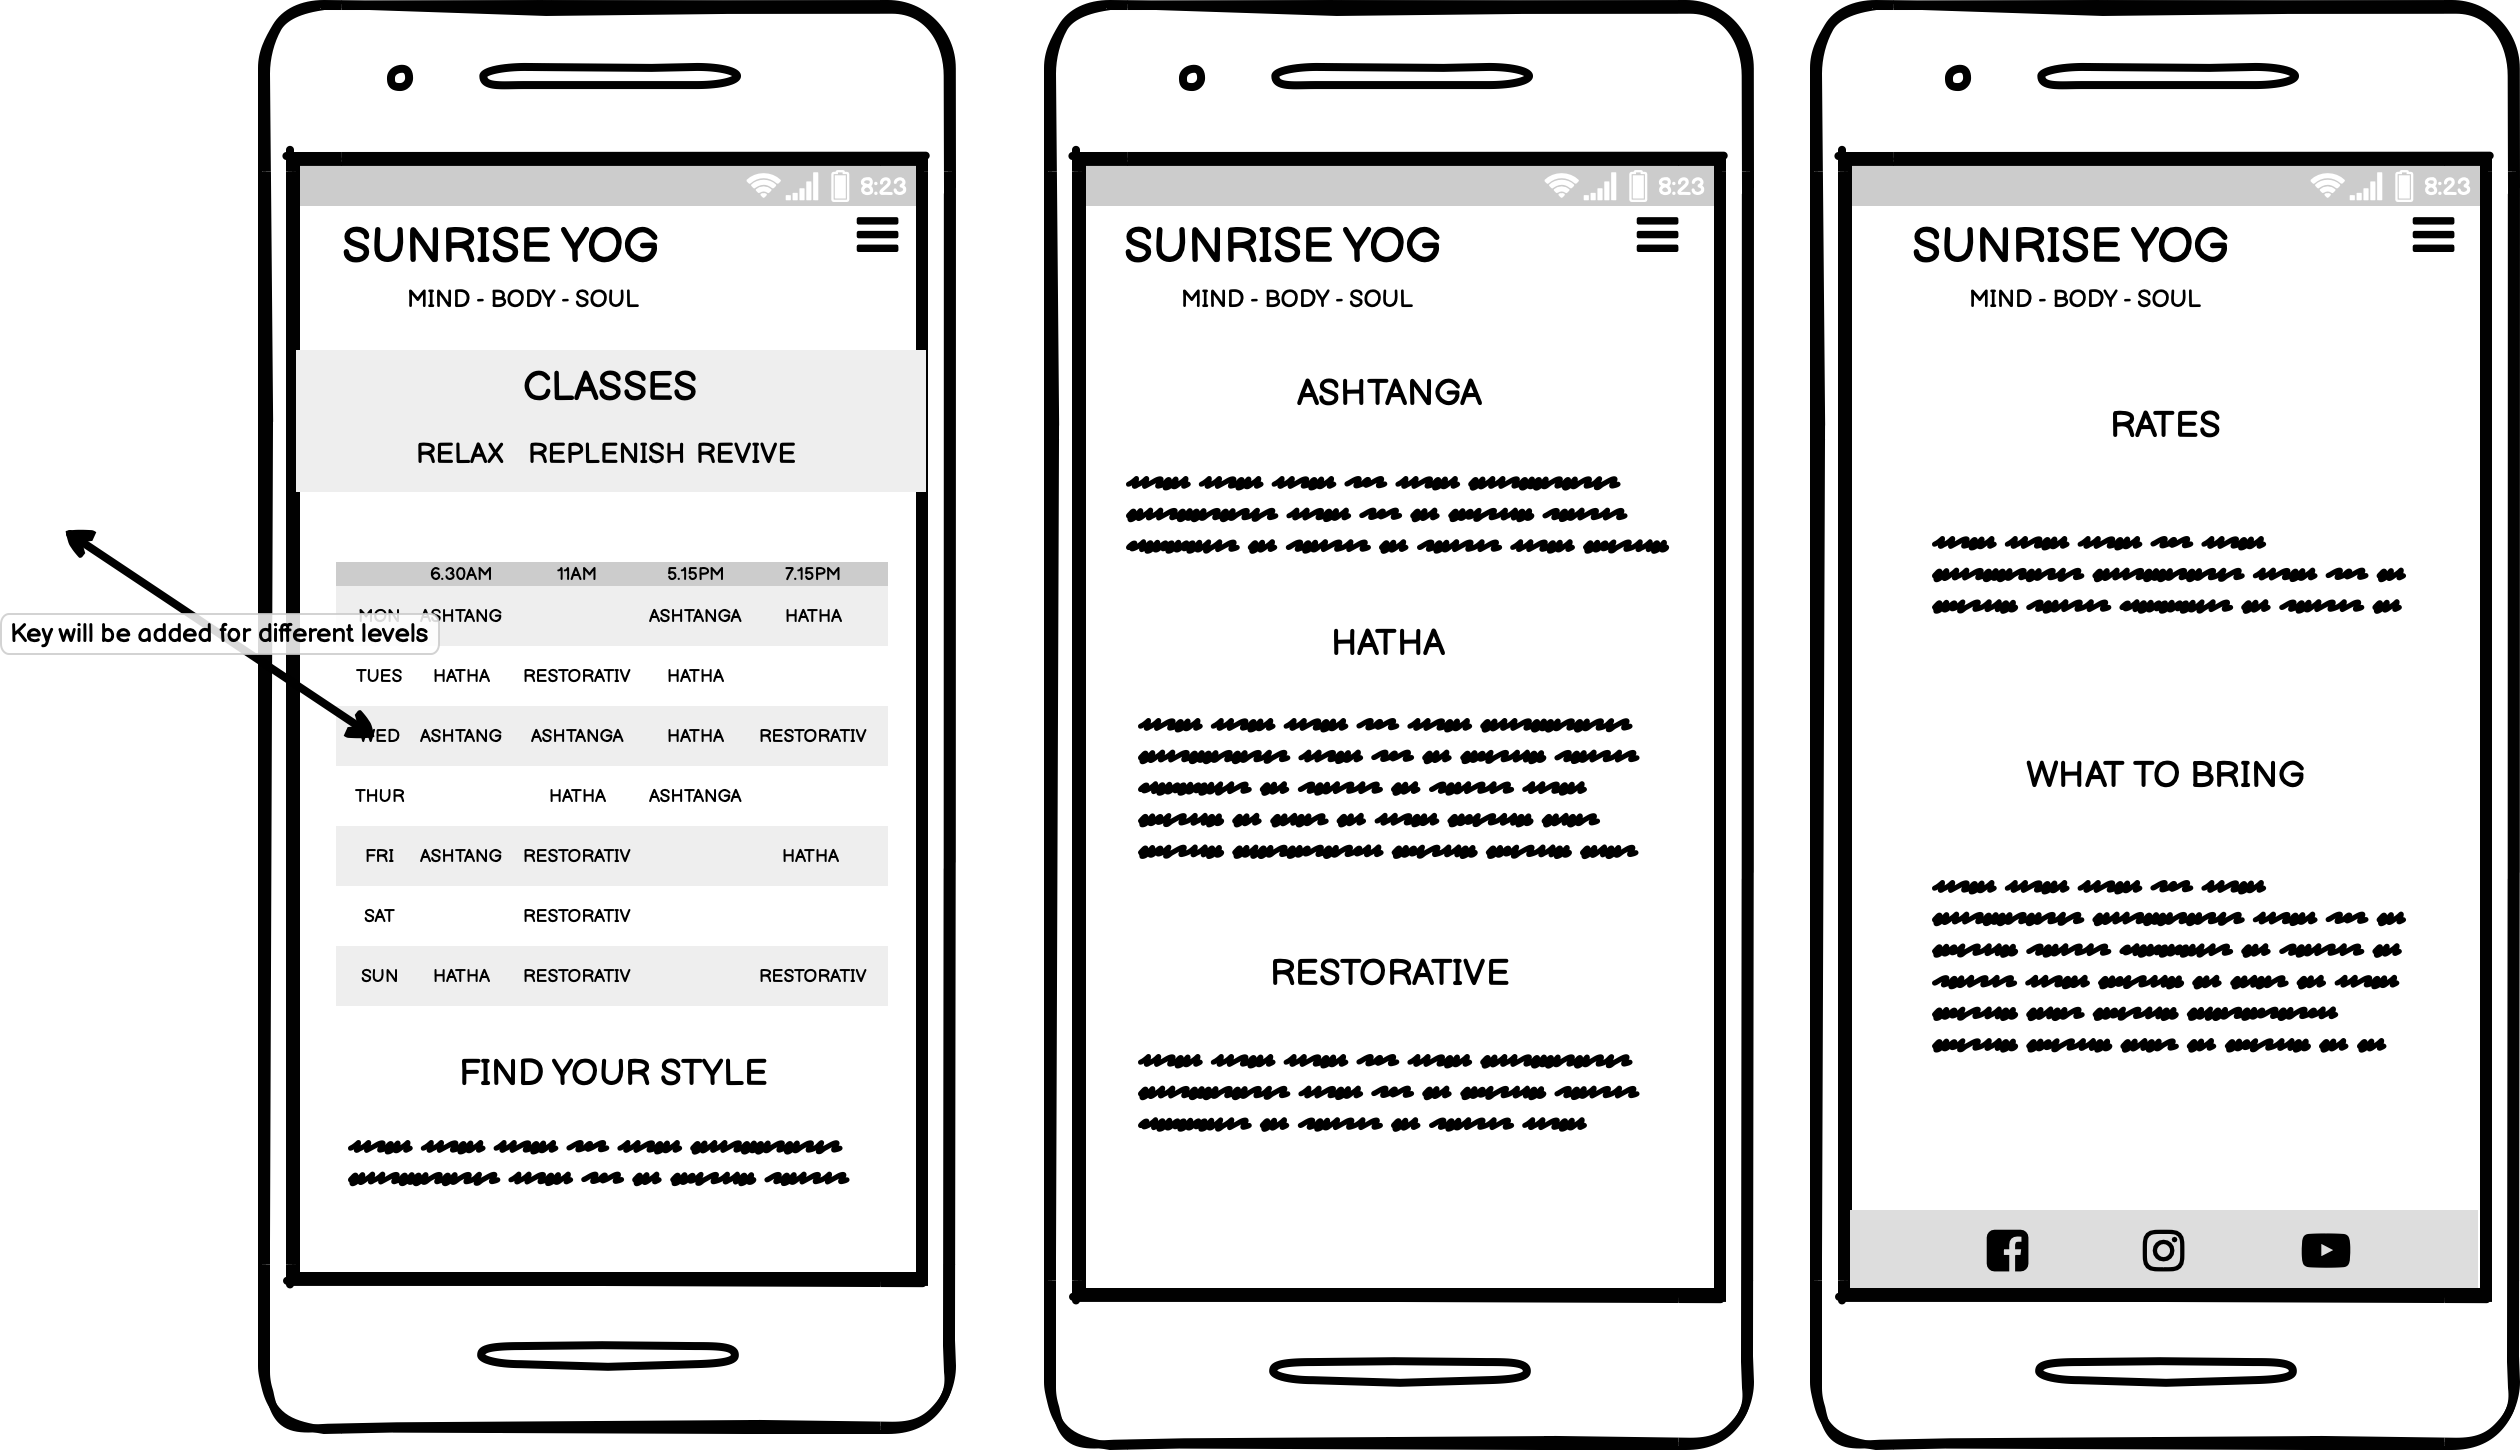 8:23
SUNRISE YOG
MIND - BODY - SOUL
CLASSES
RELAX REPLENISH REVIVE
6.30AM 11AM 5.15PM 7.15PM
MON ASHTANG ASHTANGA HATHA
Key will be added for different levels
TUES HATHA RESTORATIV HATHA
WED ASHTANG ASHTANGA HATHA RESTORATIV
THUR HATHA ASHTANGA
FRI ASHTANG RESTORATIV HATHA
SAT RESTORATIV
SUN HATHA RESTORATIV RESTORATIV
FIND YOUR STYLE
8:23
SUNRISE YOG
MIND - BODY - SOUL
ASHTANGA
HATHA
RESTORATIVE
8:23
SUNRISE YOG
MIND - BODY - SOUL
RATES
WHAT TO BRING